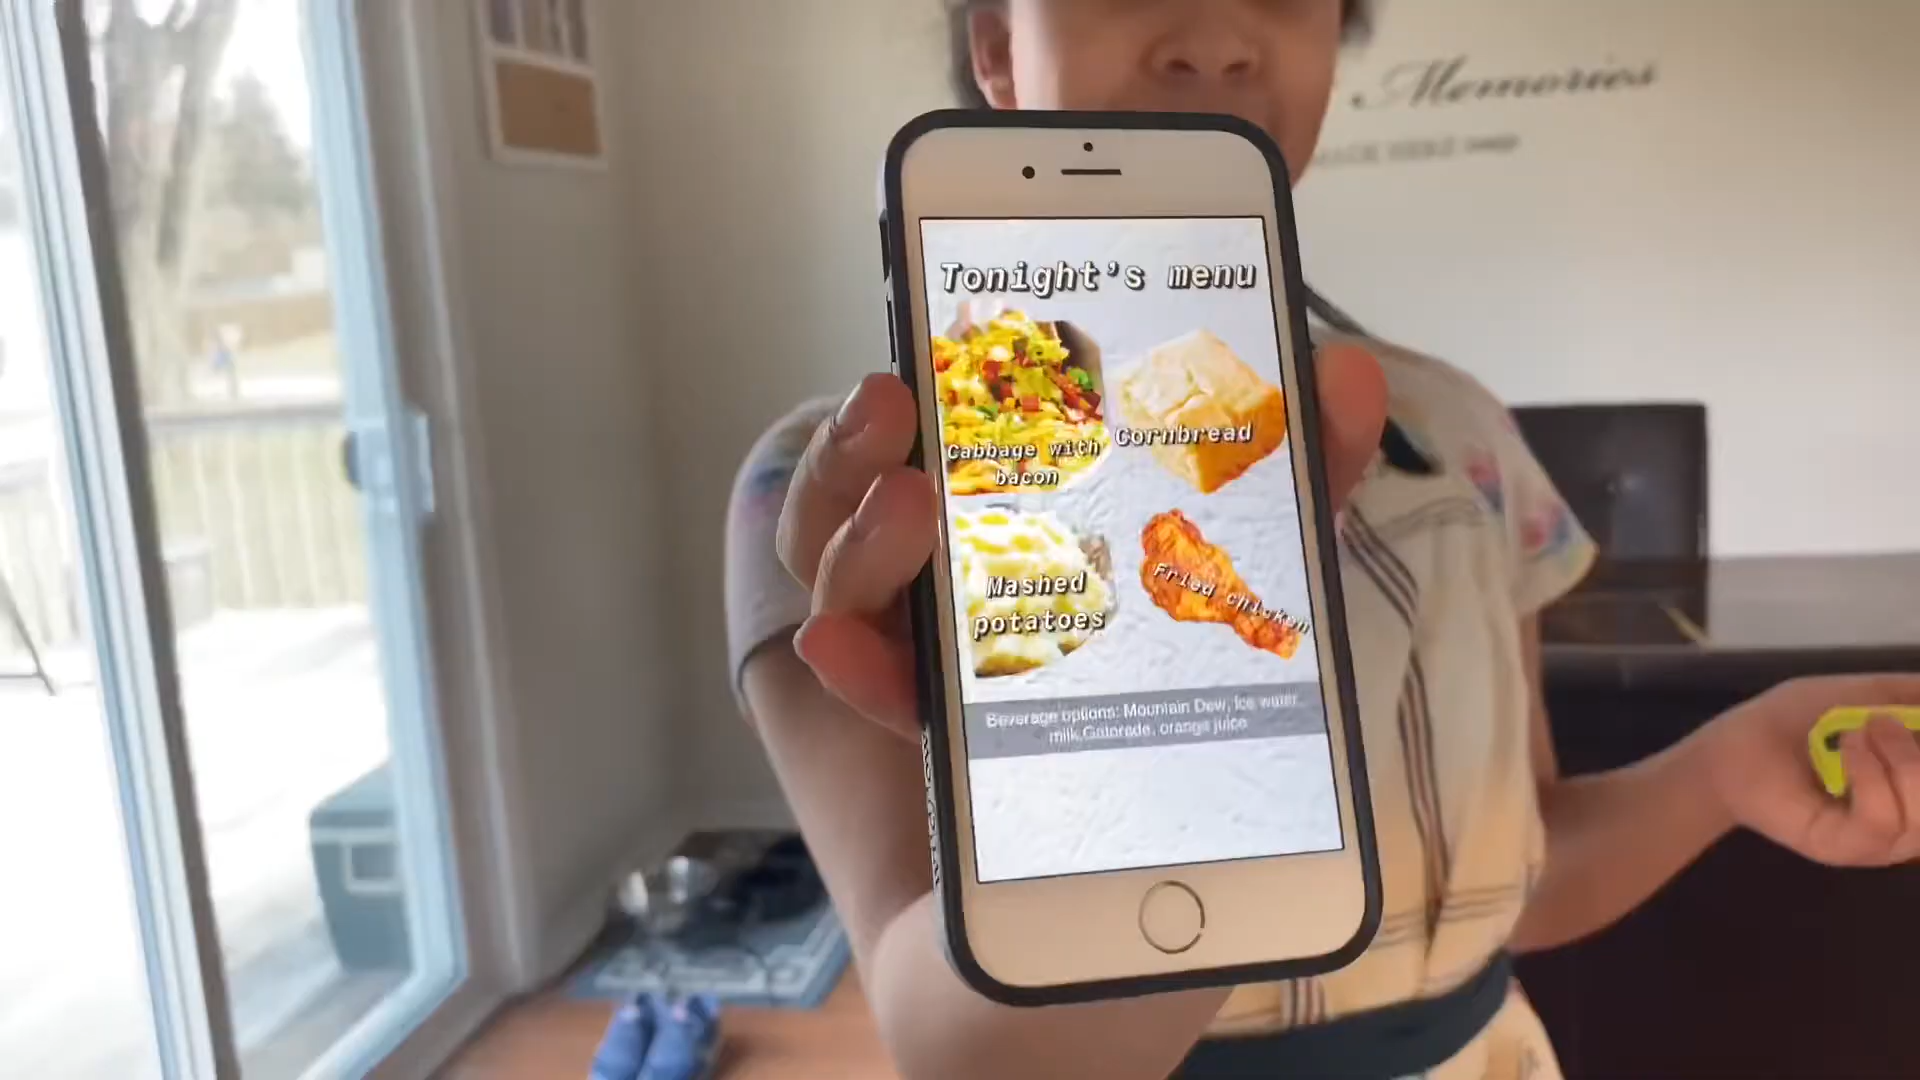 Memories
Tonight's menu
Cabbage with
bacon
Cornbread
Mashed
potatoes
Fried chicken
Beverage options: Mountain Dew, Ice water,
milk,Gatorade, orange juice